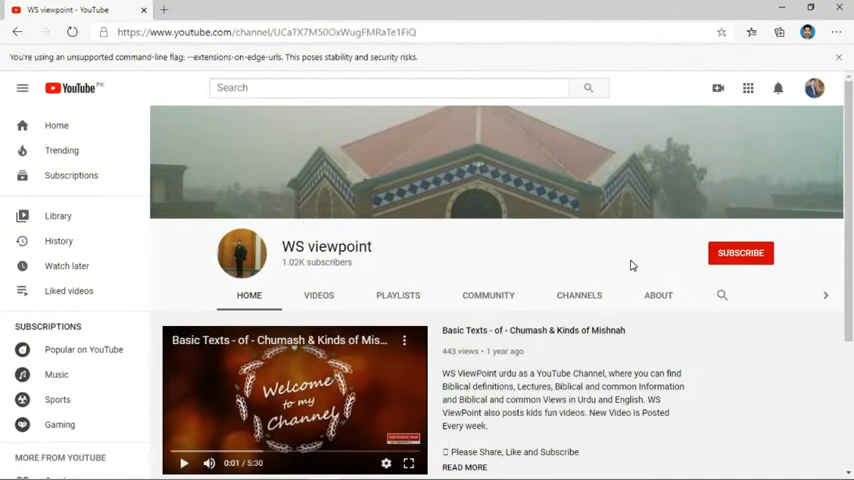 WS viewpoint - YouTube
https://www.youtube.com/channel/UCaTX7M50OxWugFMRaTe1FiQ
You're using an unsupported command-line flag: --extensions-on-edge-urls. This poses stability and security risks.
YouTube PK
Search
Home
Trending
Subscriptions
Library
History
Watch later
Liked videos
SUBSCRIPTIONS
Popular on YouTube
Music
Sports
Gaming
MORE FROM YOUTUBE
WS viewpoint
1.02K subscribers
SUBSCRIBE
HOME VIDEOS PLAYLISTS COMMUNITY CHANNELS ABOUT
Basic Texts - of - Chumash & Kinds of Mis...
Welcome
to my
Channel
0:01 / 5:30
Basic Texts - of - Chumash & Kinds of Mishnah
443 views • 1 year ago
WS ViewPoint urdu as a YouTube Channel, where you can find
Biblical definitions, Lectures, Biblical and common Information
and Biblical and common Views in Urdu and English. WS
ViewPoint also posts kids fun videos. New Video is Posted
Every week.
Please Share, Like and Subscribe
READ MORE